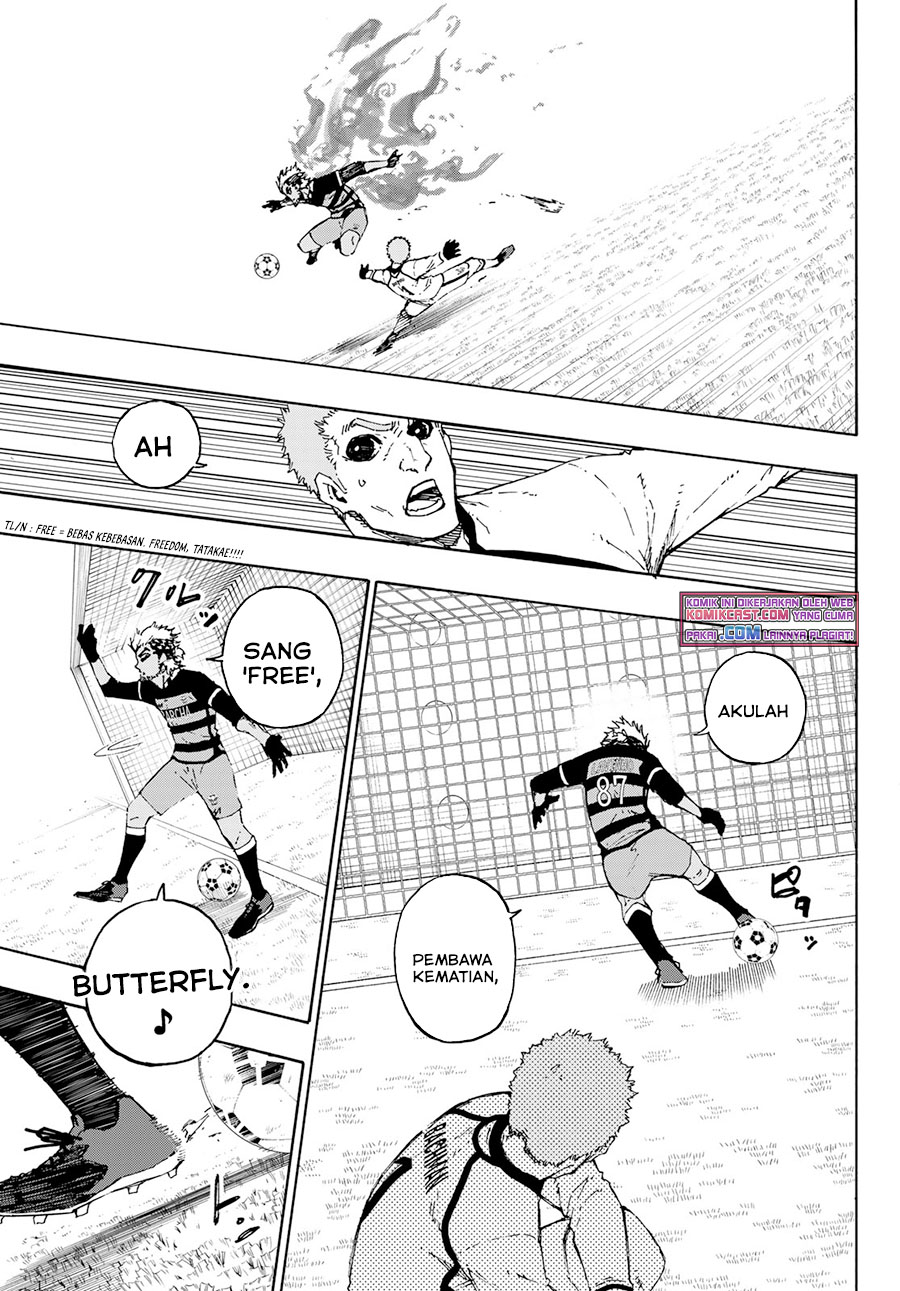 AH
TL/N : FREE = BEBAS KEBEBASAN. FREEDOM, TATAKAE!!!!
KOMIK INI DIKERJAKAN OLEH WEB
KOMIKCAST.COM YANG CUMA
PAKAI .COM LAINNYA PLAGIAT!
AKULAH
87
ピタッ
PEMBAWA
KEMATIAN,
クルッ
SANG
'FREE',
BARCHA
BUTTERFLY.
♪